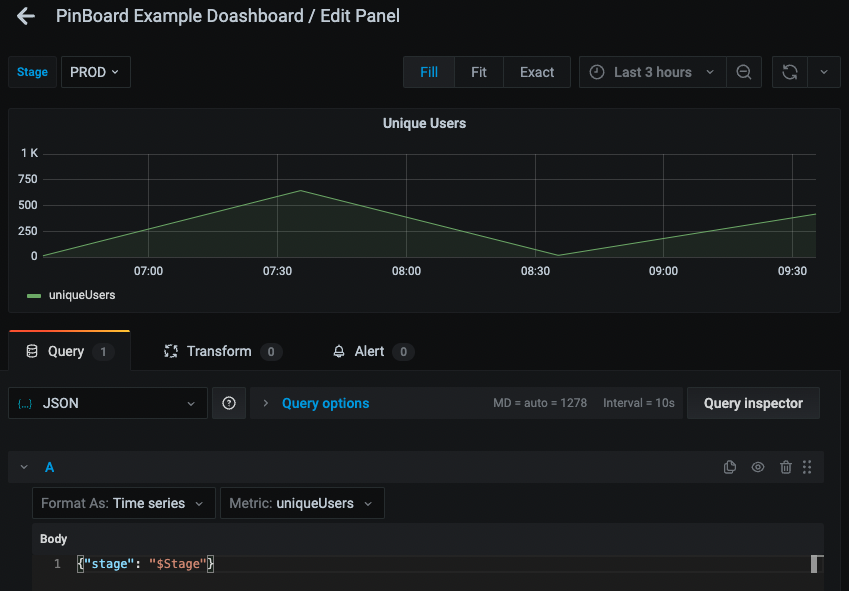 PinBoard Example Doashboard / Edit Panel
Stage PROD Fill Fit Exact Last 3 hours
Unique Users
1 K
750
500
250
0
07:00 07:30 08:00 08:30 09:00 09:30
uniqueUsers
Query 1 Transform 0 Alert 0
{...} JSON Query options MD = auto = 1278 Interval = 10s Query inspector
A
Format As: Time series Metric: uniqueUsers
Body
1 {"stage": "$Stage"}